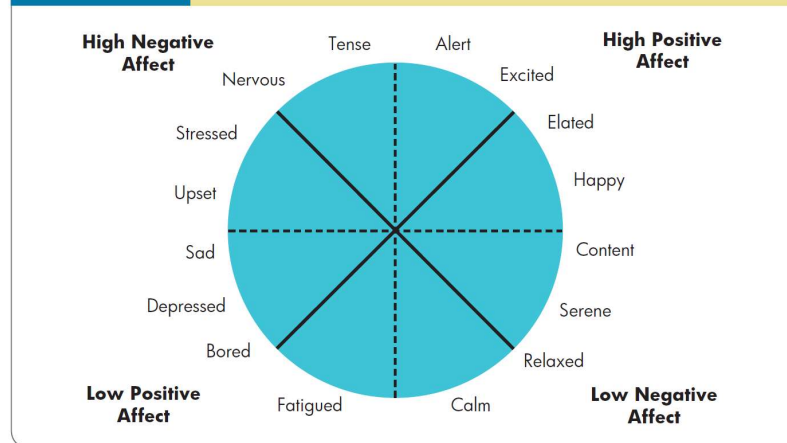 High Negative
Affect
Tense
Alert
High Positive
Affect
Nervous
Excited
Stressed
Elated
Upset
Happy
Sad
Content
Depressed
Serene
Bored
Relaxed
Low Positive
Affect
Fatigued
Calm
Low Negative
Affect